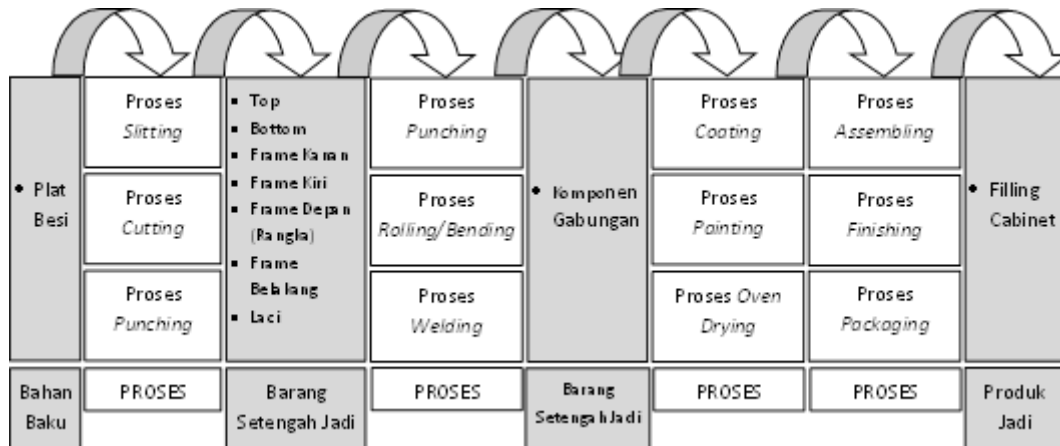 • Plat
Besi
Proses
Slitting
Proses
Cutting
Proses
Punching
• Top
• Bottom
• Frame Kanan
• Frame Kiri
• Frame Depan
(Rangka)
• Frame
Belakang
• Laci
Proses
Punching
Proses
Rolling/Bending
Proses
Welding
• Komponen
Gabungan
Proses
Coating
Proses
Painting
Proses Oven
Drying
Proses
Assembling
Proses
Finishing
Proses
Packaging
• Filling
Cabinet
Bahan
Baku
PROSES
Barang
Setengah Jadi
PROSES
Barang
Setengah Jadi
PROSES
PROSES
Produk
Jadi